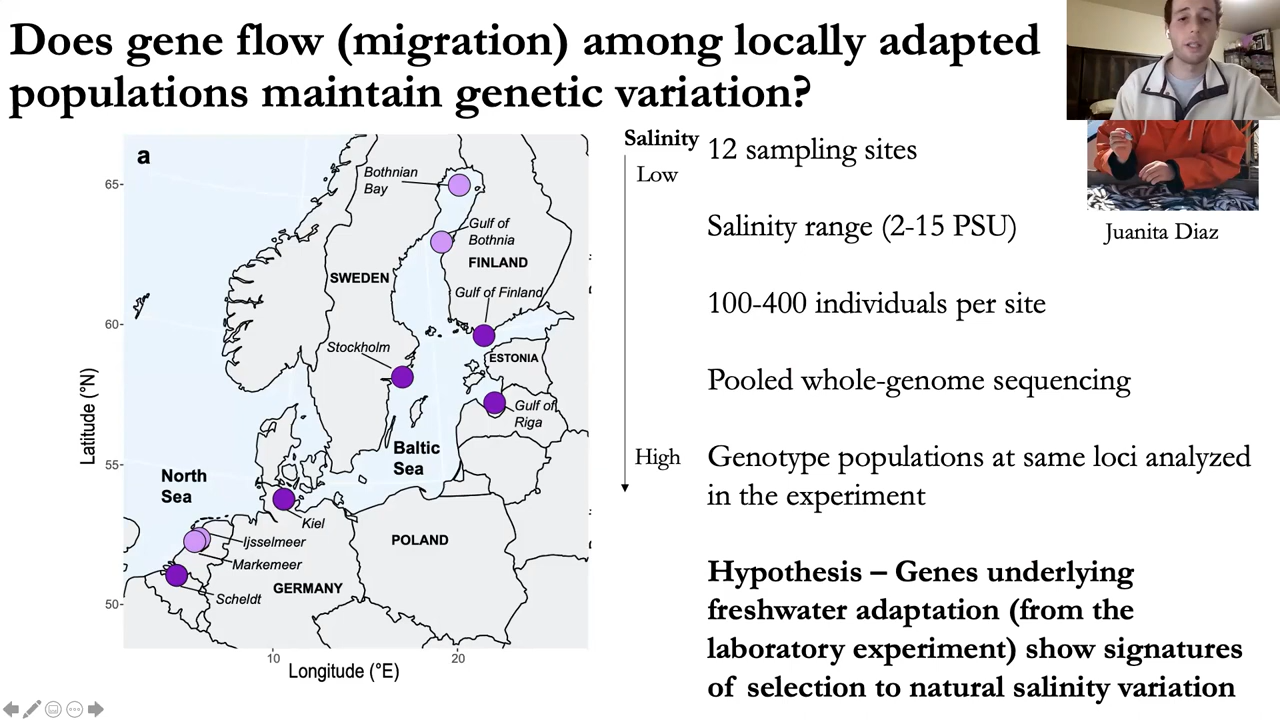 Does gene flow (migration) among locally adapted
populations maintain genetic variation?
a
65
60
55
50
Latitude (°N)
10
20
Longitude (°E)
Bothnian
Bay
Gulf of
Bothnia
FINLAND
SWEDEN
Gulf of Finland
Stockholm
ESTONIA
Gulf of
Riga
Baltic
Sea
North
Sea
Kiel
Ijsselmeer
Markemeer
Scheldt
POLAND
GERMANY
Salinity
Low
High
12 sampling sites
Salinity range (2-15 PSU)
100-400 individuals per site
Pooled whole-genome sequencing
Genotype populations at same loci analyzed
in the experiment
Hypothesis – Genes underlying
freshwater adaptation (from the
laboratory experiment) show signatures
of selection to natural salinity variation
Juanita Diaz